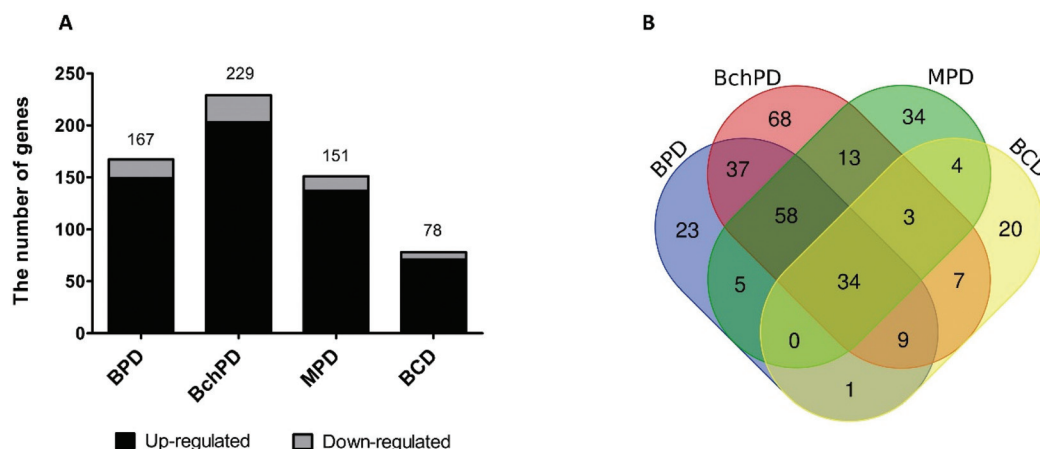 A
The number of genes
250
200
150
100
50
0
167
229
151
78
BPD
BchPD
MPD
BCD
Up-regulated
Down-regulated
B
BchPD
MPD
BPD
BCD
68
34
37
13
4
23
58
3
20
5
34
7
0
9
1